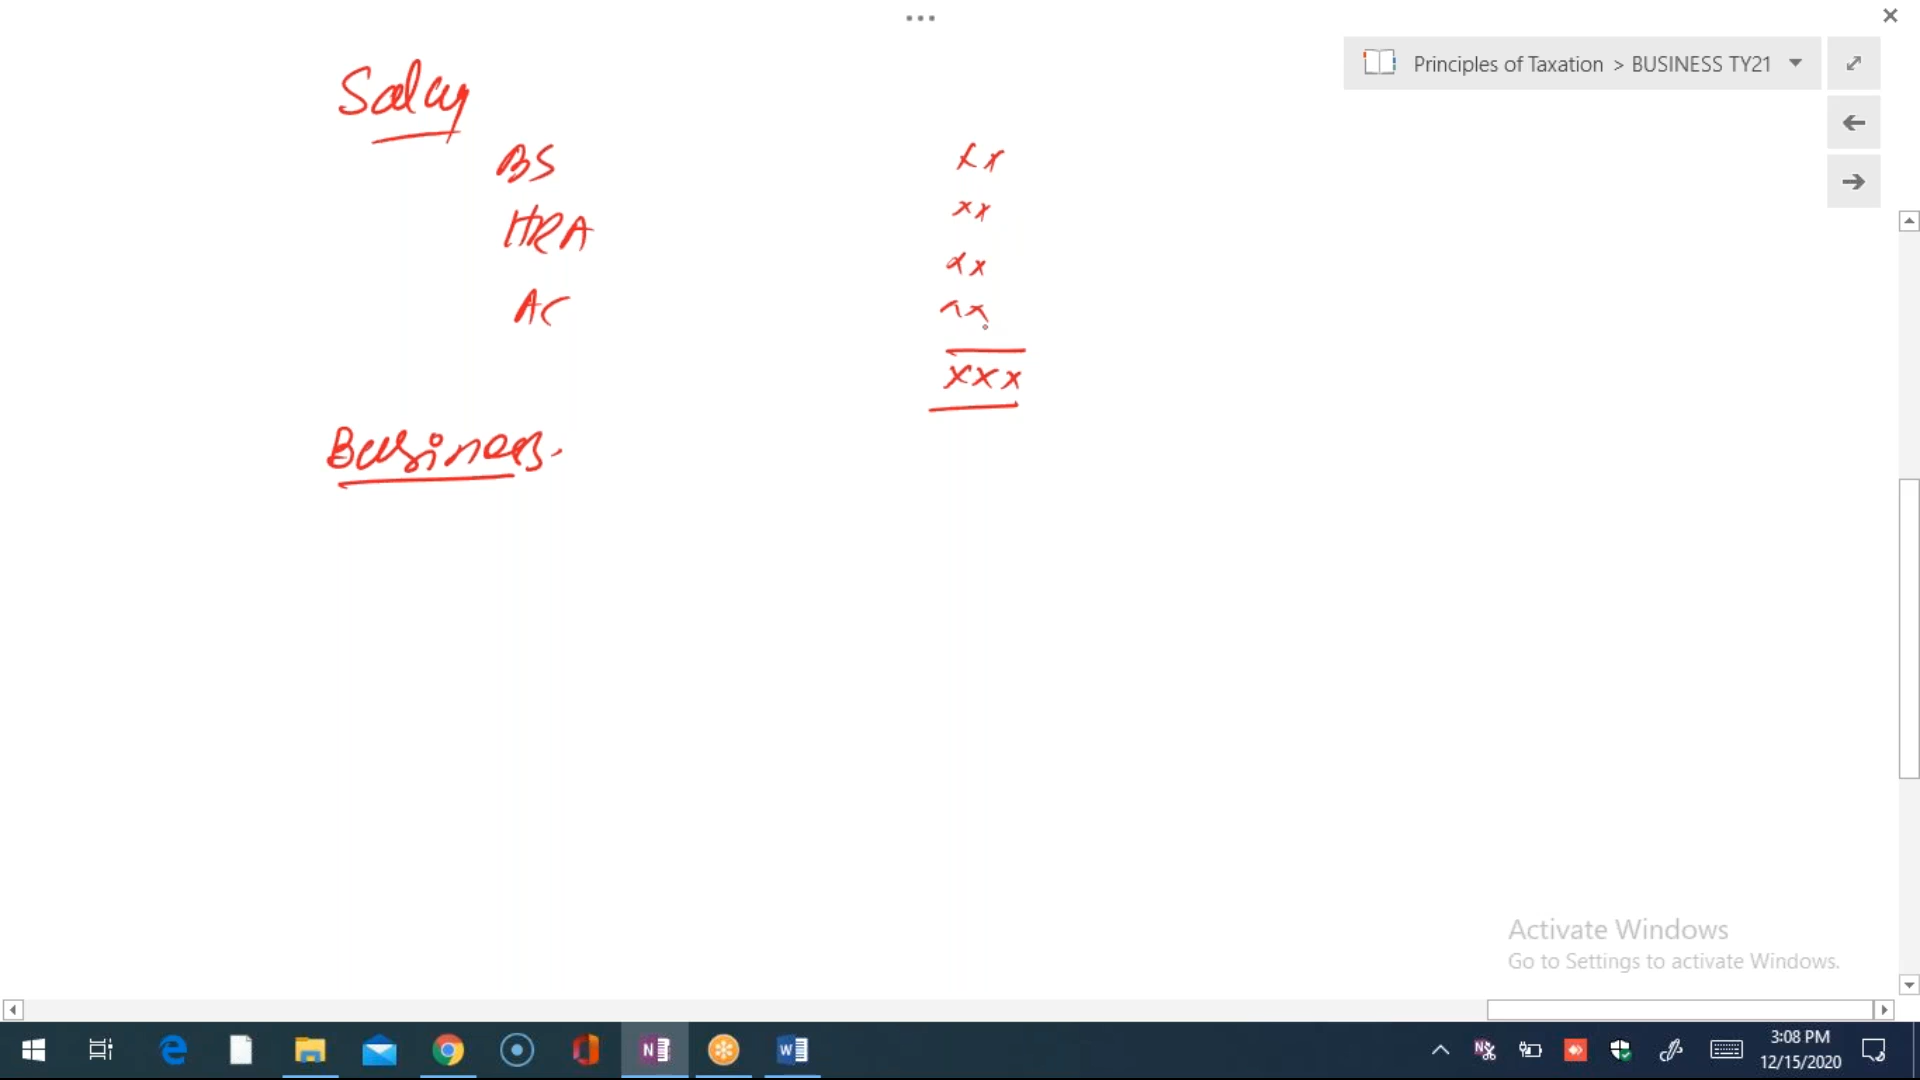 Principles of Taxation > BUSINESS TY21
Salary
BS xx
HRA xx
xx
AC xx
xxx
Business.
Activate Windows
Go to Settings to activate Windows.
3:08 PM
12/15/2020